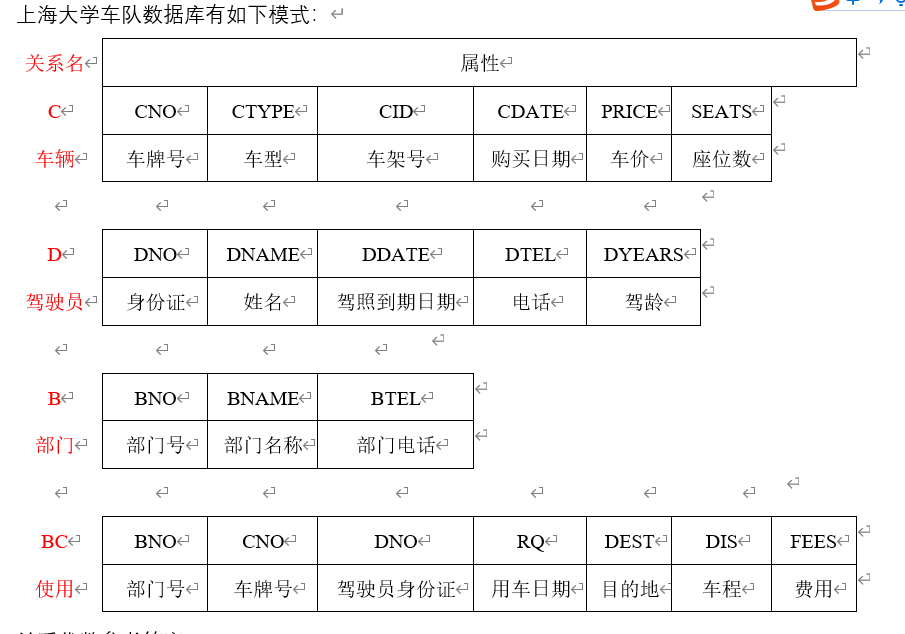 上海大学车队数据库有如下模式：
关系名 属性
C CNO CTYPE CID CDATE PRICE SEATS
车辆 车牌号 车型 车架号 购买日期 车价 座位数
D DNO DNAME DDATE DTEL DYEARS
驾驶员 身份证 姓名 驾照到期日期 电话 驾龄
B BNO BNAME BTEL
部门 部门号 部门名称 部门电话
BC BNO CNO DNO RQ DEST DIS FEES
使用 部门号 车牌号 驾驶员身份证 用车日期 目的地 车程 费用